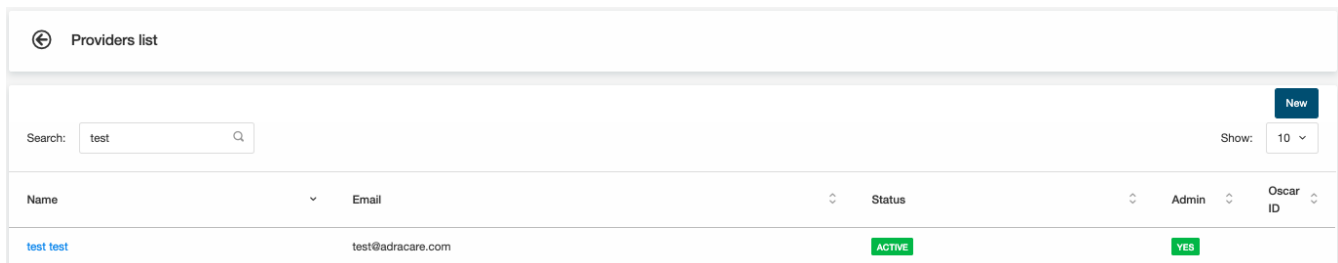 Providers list
New
Search: test Show: 10
Name Email Status Admin Oscar ID
test test test@adracare.com ACTIVE YES